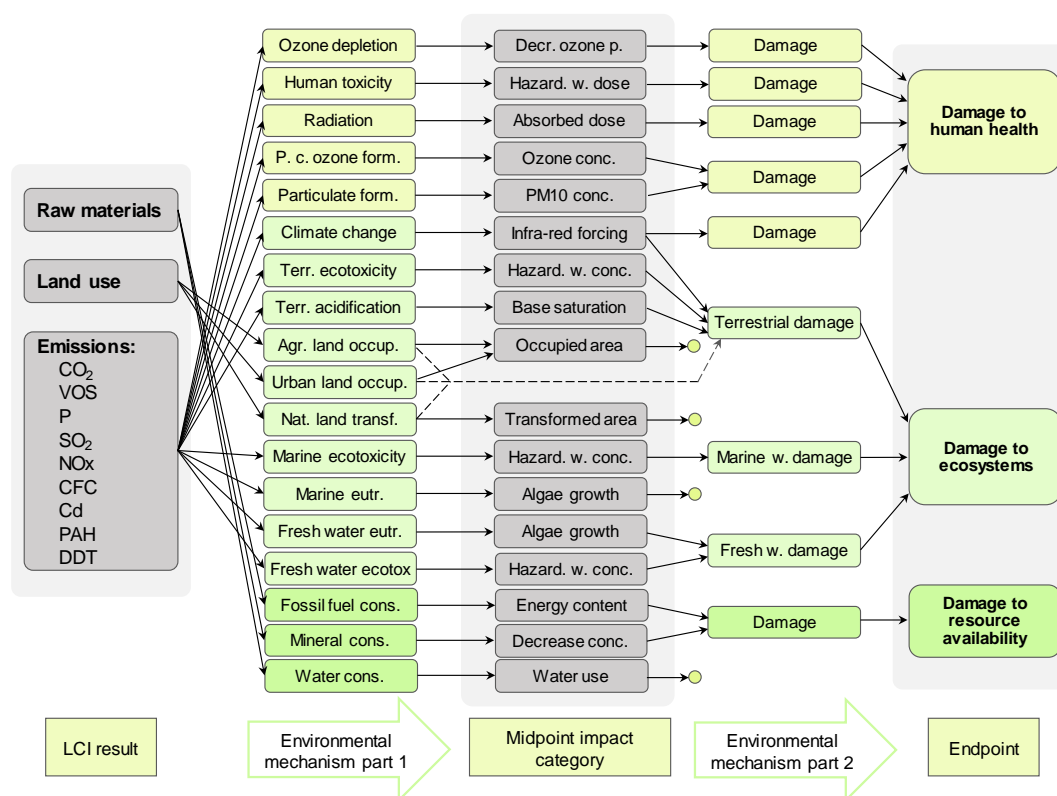 Raw materials
Land use
Emissions:
CO₂
VOS
P
SO₂
NOx
CFC
Cd
PAH
DDT
Ozone depletion
Human toxicity
Radiation
P. c. ozone form.
Particulate form.
Climate change
Terr. ecotoxicity
Terr. acidification
Agr. land occup.
Urban land occup.
Nat. land transf.
Marine ecotoxicity
Marine eutr.
Fresh water eutr.
Fresh water ecotox
Fossil fuel cons.
Mineral cons.
Water cons.
Decr. ozone p.
Hazard. w. dose
Absorbed dose
Ozone conc.
PM10 conc.
Infra-red forcing
Hazard. w. conc.
Base saturation
Occupied area
Transformed area
Hazard. w. conc.
Algae growth
Algae growth
Hazard. w. conc.
Energy content
Decrease conc.
Water use
Damage
Damage
Damage
Damage
Damage
Terrestrial damage
Marine w. damage
Fresh w. damage
Damage
Damage to
human health
Damage to
ecosystems
Damage to
resource
availability
LCI result
Environmental
mechanism part 1
Midpoint impact
category
Environmental
mechanism part 2
Endpoint